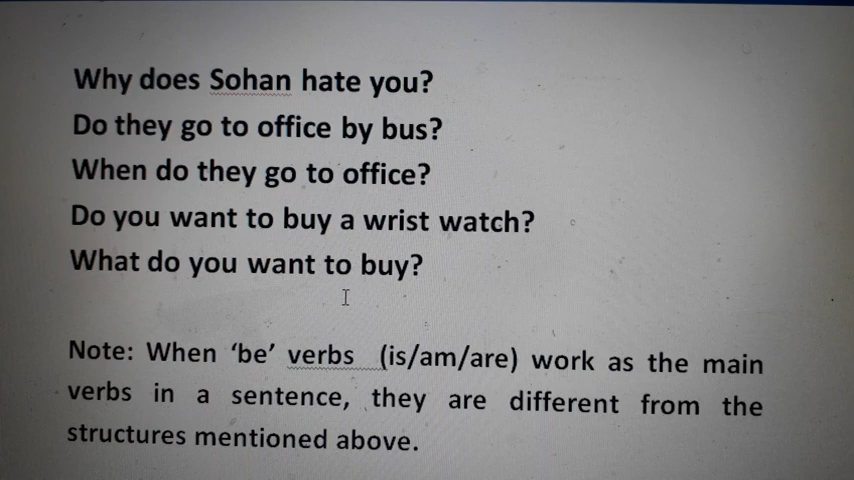 Why does Sohan hate you?
Do they go to office by bus?
When do they go to office?
Do you want to buy a wrist watch?
What do you want to buy?
Note: When ‘be’ verbs (is/am/are) work as the main
verbs in a sentence, they are different from the
structures mentioned above.